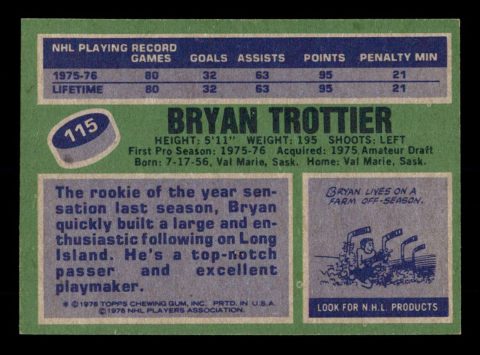 NHL PLAYING RECORD
GAMES GOALS ASSISTS POINTS PENALTY MIN
1975-76 80 32 63 95 21
LIFETIME 80 32 63 95 21
115
BRYAN TROTTIER
HEIGHT: 5'11" WEIGHT: 195 SHOOTS: LEFT
First Pro Season: 1975-76 Acquired: 1975 Amateur Draft
Born: 7-17-56, Val Marie, Sask. Home: Val Marie, Sask.
The rookie of the year sen-
sation last season, Bryan
quickly built a large and en-
thusiastic following on Long
Island. He's a top-notch
passer and excellent
playmaker.
* © 1976 TOPPS CHEWING GUM, INC. PRTD. IN U.S.A.
© 1976 NHL PLAYERS ASSOCIATION
BRYAN LIVES ON A
FARM OFF-SEASON.
LOOK FOR N.H.L. PRODUCTS